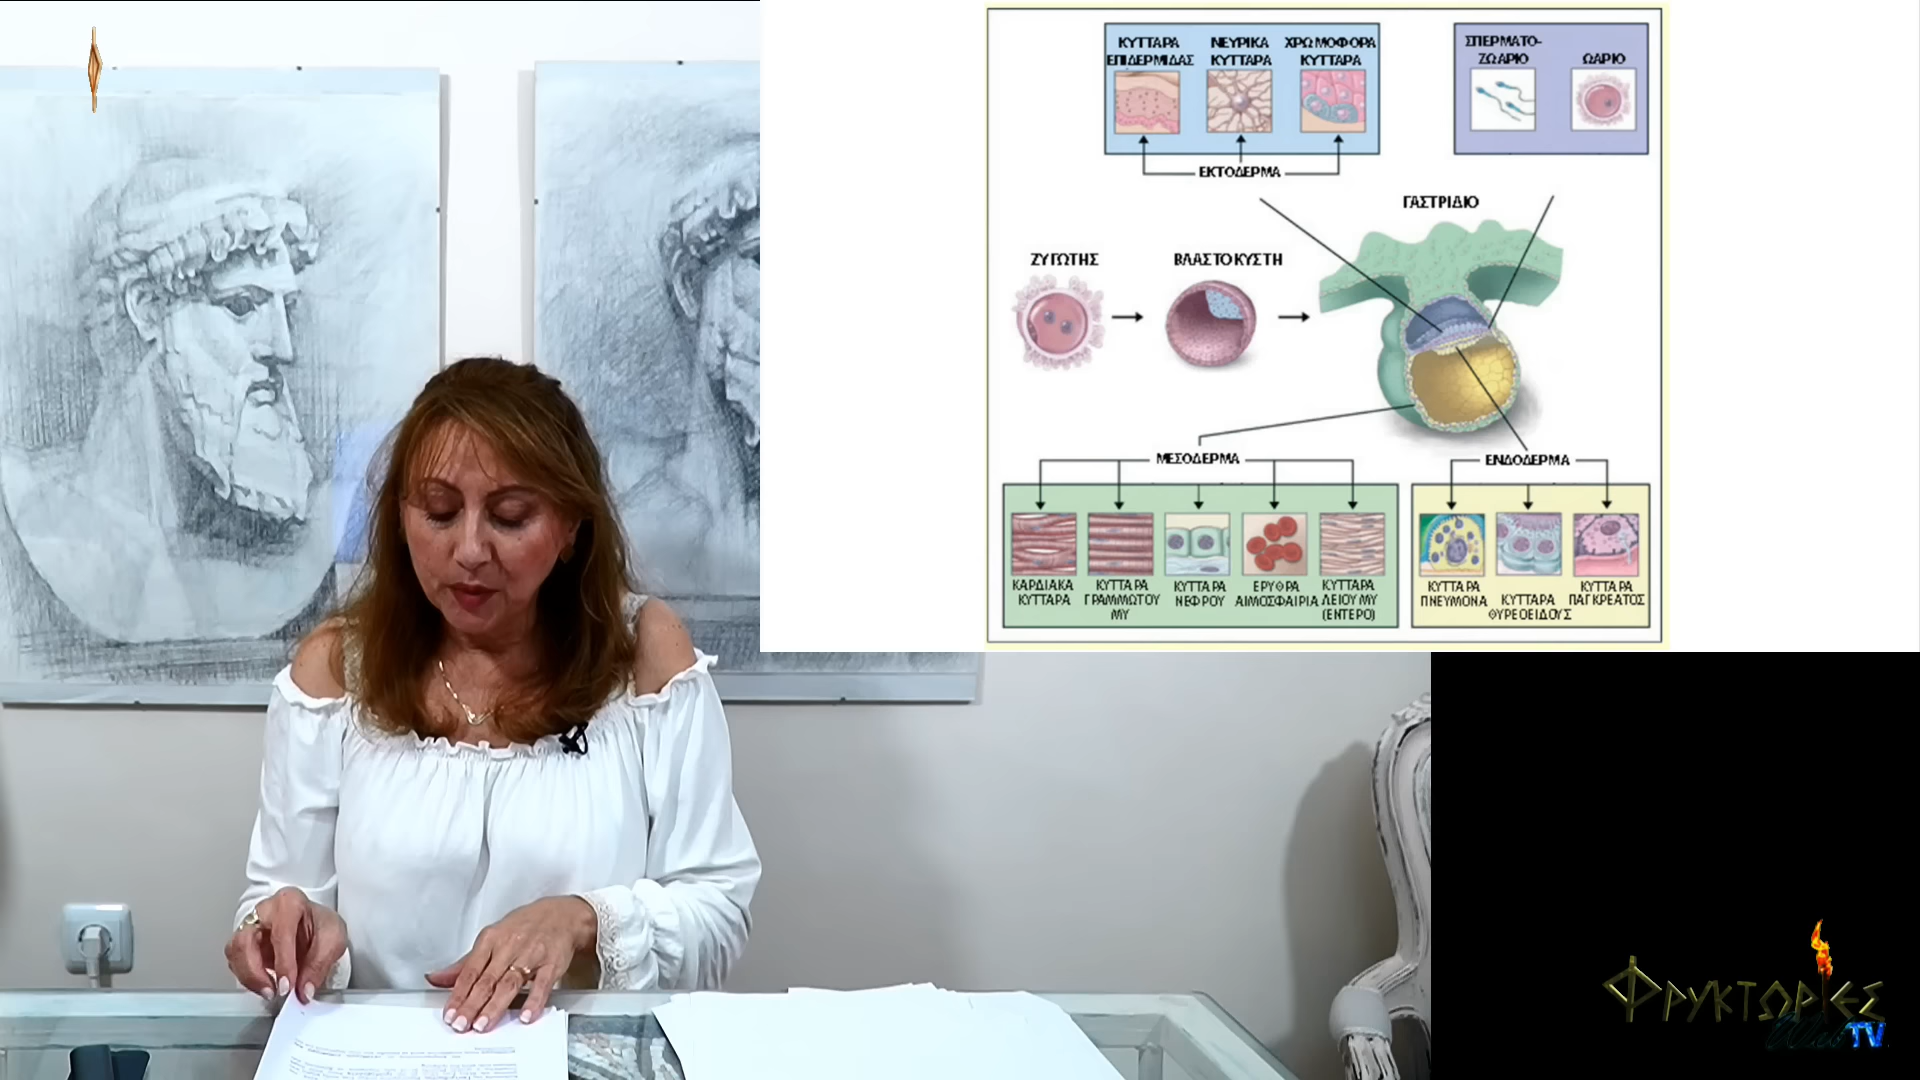 ΚΥΤΤΑΡΑ
ΕΠΙΔΕΡΜΙΔΑΣ
ΝΕΥΡΙΚΑ
ΚΥΤΤΑΡΑ
ΧΡΩΜΟΦΟΡΑ
ΚΥΤΤΑΡΑ
ΣΠΕΡΜΑΤΟ-
ΖΩΑΡΙΟ
ΩΑΡΙΟ
ΕΚΤΟΔΕΡΜΑ
ΓΑΣΤΡΙΔΙΟ
ΖΥΓΩΤΗΣ
ΒΛΑΣΤΟΚΥΣΤΗ
ΜΕΣΟΔΕΡΜΑ
ΕΝΔΟΔΕΡΜΑ
ΚΑΡΔΙΑΚΑ
ΚΥΤΤΑΡΑ
ΚΥΤΤΑΡΑ
ΓΡΑΜΜΩΤΟΥ
ΜΥ
ΚΥΤΤΑΡΑ
ΝΕΦΡΟΥ
ΕΡΥΘΡΑ
ΑΙΜΟΣΦΑΙΡΙΑ
ΚΥΤΤΑΡΑ
ΛΕΙΟΥ ΜΥ
(ΕΝΤΕΡΟ)
ΚΥΤΤΑΡΑ
ΠΝΕΥΜΟΝΑ
ΚΥΤΤΑΡΑ
ΘΥΡΕΟΕΙΔΟΥΣ
ΚΥΤΤΑΡΑ
ΠΑΓΚΡΕΑΤΟΣ
ΦΡΥΚΤΩΡΙΕΣ
Web TV